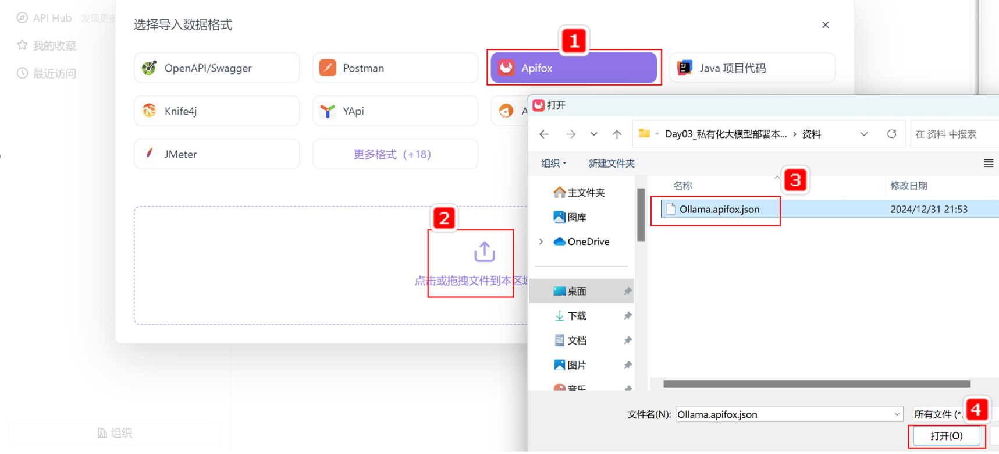 API Hub 发现更多
我的收藏
最近访问
选择导入数据格式
1
OpenAPI/Swagger
Postman
Apifox
Java 项目代码
Knife4j
YApi
A
JMeter
更多格式（+18）
2
点击或拖拽文件到本区域
打开
« Day03_私有化大模型部署本... › 资料
在 资料 中搜索
组织
新建文件夹
3
名称
修改日期
主文件夹
Ollama.apifox.json
2024/12/31 21:53
图库
OneDrive
桌面
下载
文档
图片
音乐
文件名(N):
Ollama.apifox.json
所有文件 (*.
4
打开(O)
组织